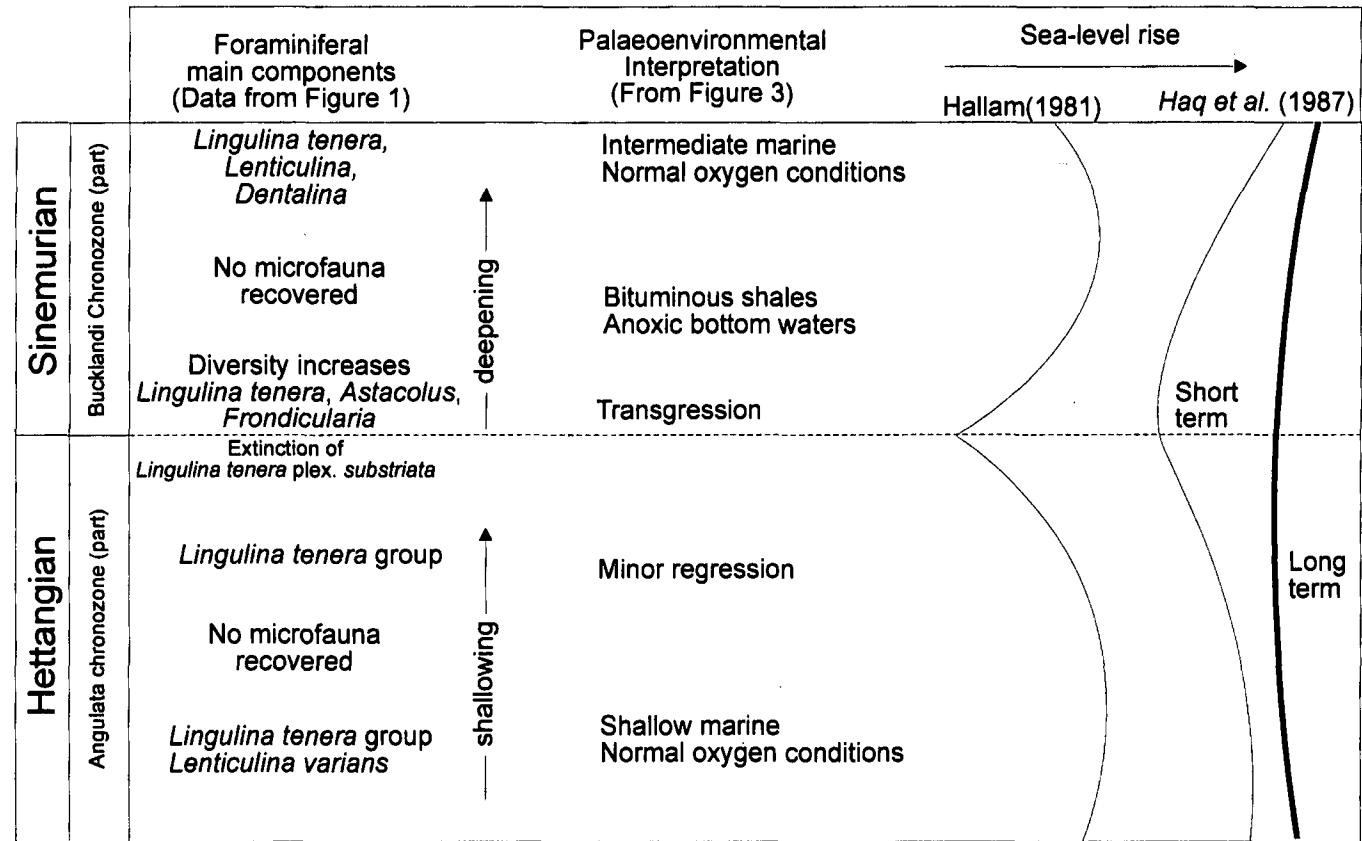 Foraminiferal
main components
(Data from Figure 1)
Palaeoenvironmental
Interpretation
(From Figure 3)
Sea-level rise
Hallam(1981)
Haq et al. (1987)
Sinemurian
Bucklandi Chronozone (part)
Lingulina tenera,
Lenticulina,
Dentalina
No microfauna
recovered
Diversity increases
Lingulina tenera, Astacolus,
Frondicularia
deepening
Intermediate marine
Normal oxygen conditions
Bituminous shales
Anoxic bottom waters
Transgression
Short
term
Hettangian
Angulata chronozone (part)
Extinction of
Lingulina tenera plex. substriata
Lingulina tenera group
No microfauna
recovered
Lingulina tenera group
Lenticulina varians
shallowing
Minor regression
Shallow marine
Normal oxygen conditions
Long
term